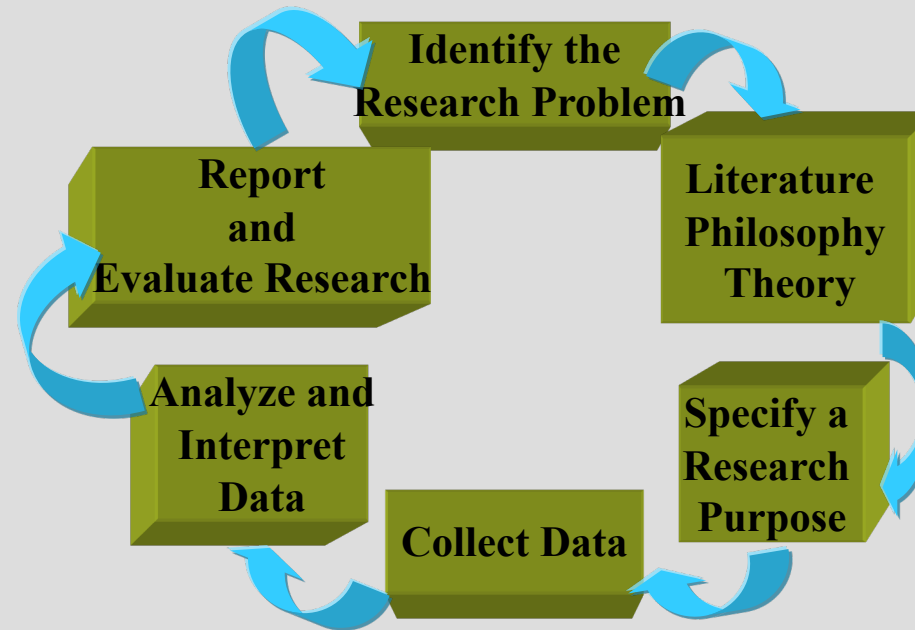 Identify the
Research Problem
Literature
Philosophy
Theory
Specify a
Research
Purpose
Collect Data
Analyze and
Interpret
Data
Report
and
Evaluate Research